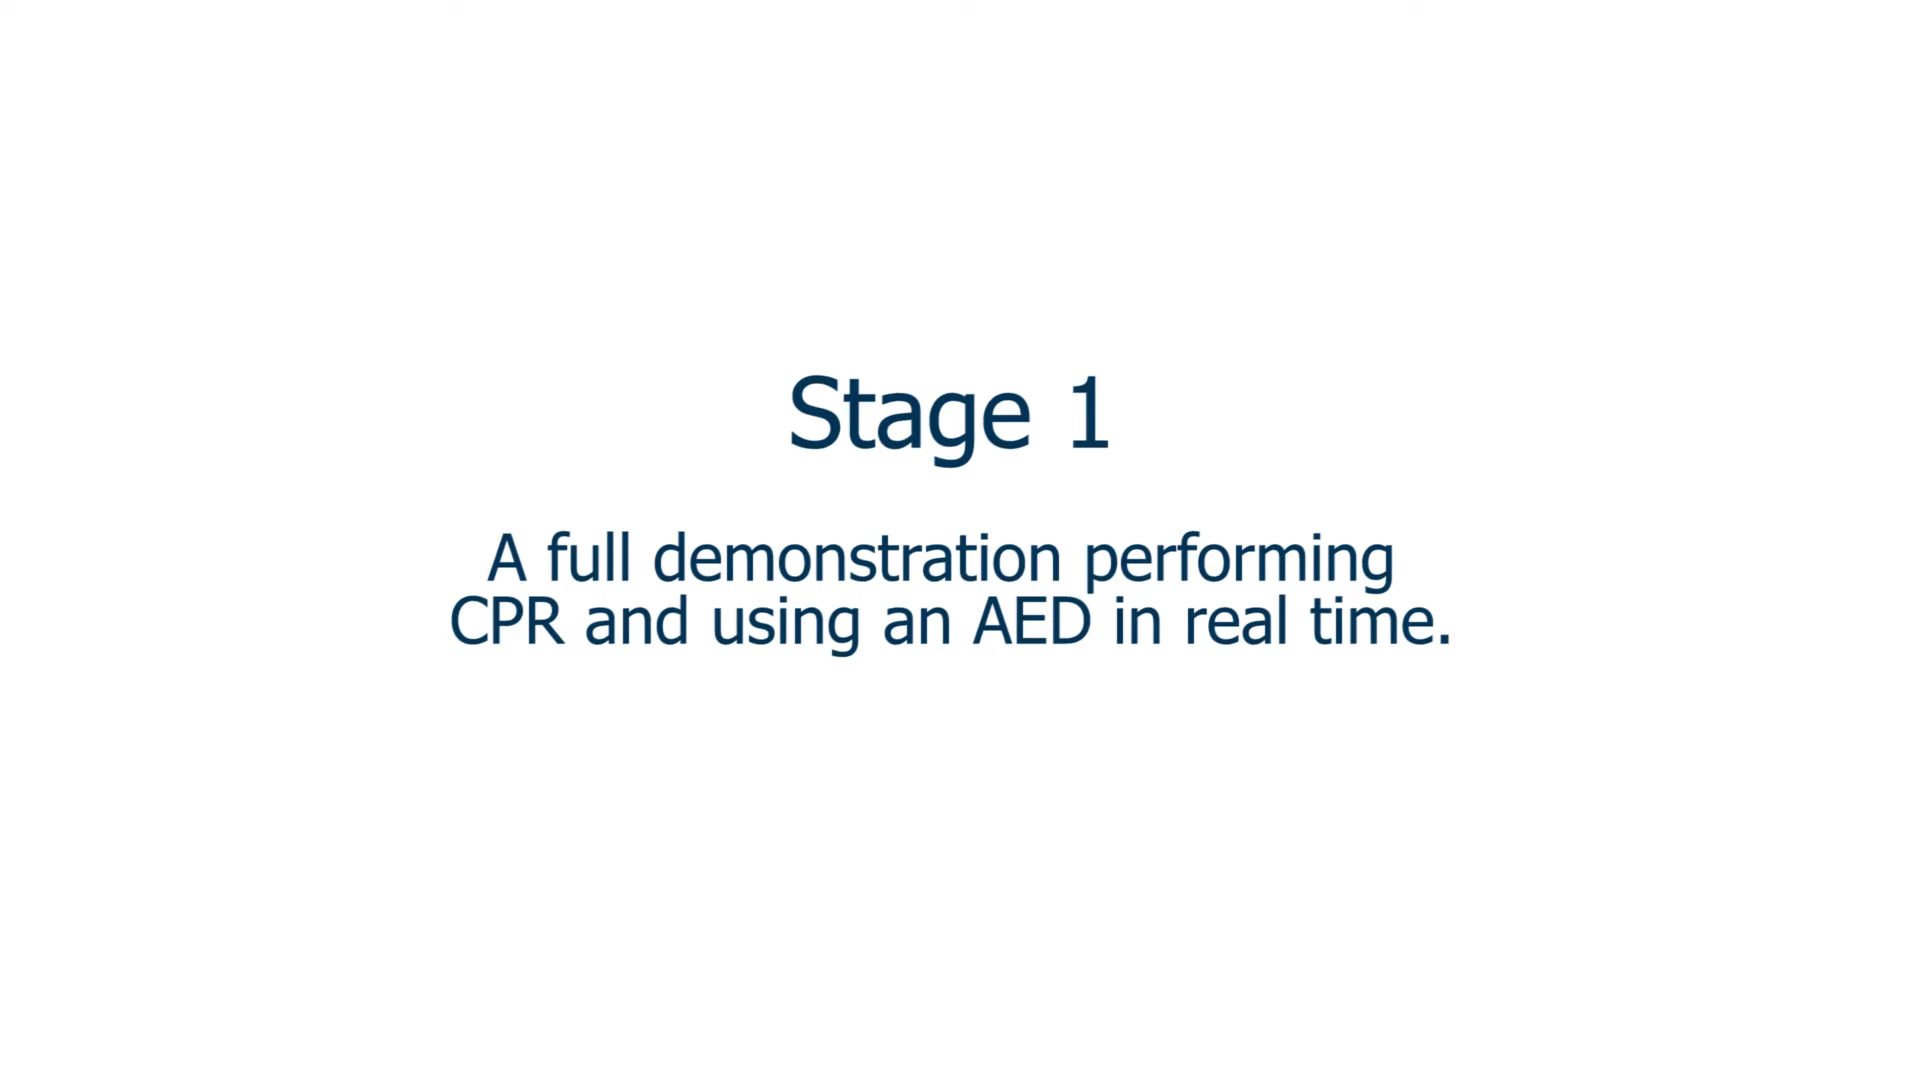 Stage 1
A full demonstration performing
CPR and using an AED in real time.